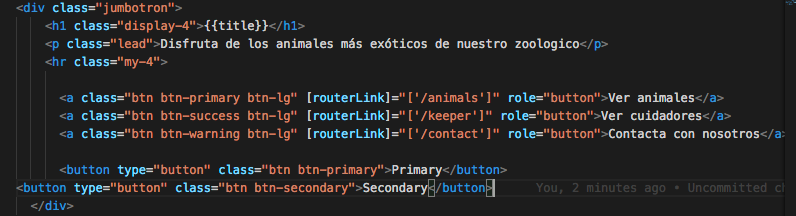 <div class="jumbotron">
<h1 class="display-4">{{title}}</h1>
<p class="lead">Disfruta de los animales más exóticos de nuestro zoologico</p>
<hr class="my-4">
<a class="btn btn-primary btn-lg" [routerLink]="['/animals']" role="button">Ver animales</a>
<a class="btn btn-success btn-lg" [routerLink]="['/keeper']" role="button">Ver cuidadores</a>
<a class="btn btn-warning btn-lg" [routerLink]="['/contact']" role="button">Contacta con nosotros</a>
<button type="button" class="btn btn-primary">Primary</button>
<button type="button" class="btn btn-secondary">Secondary</button> You, 2 minutes ago • Uncommitted ch
</div>